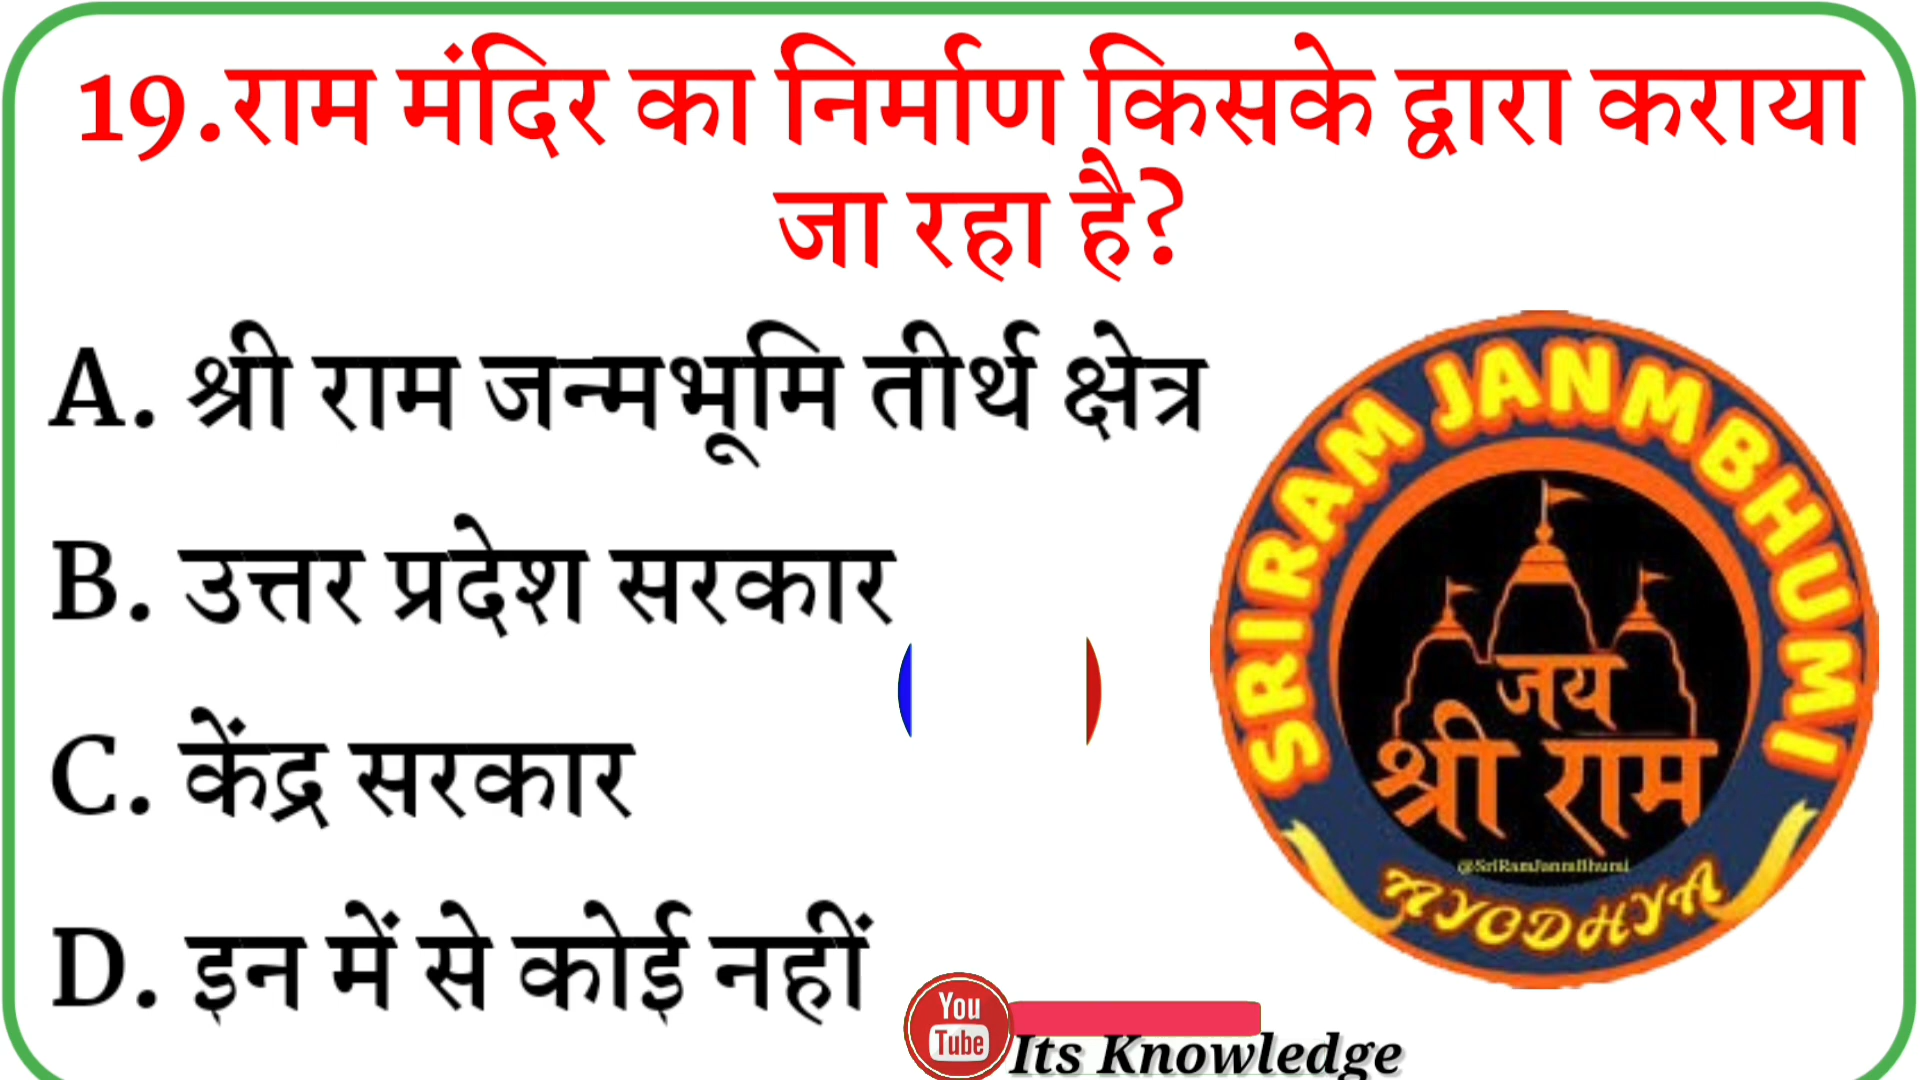 19.राम मंदिर का निर्माण किसके द्वारा कराया
जा रहा है?
A. श्री राम जन्मभूमि तीर्थ क्षेत्र
B. उत्तर प्रदेश सरकार
C. केंद्र सरकार
D. इन में से कोई नहीं
SRIRAM JANMBHUMI
जय
श्री राम
@SriRamJanmBhumi
AYODHYA
You
Tube
Its Knowledge